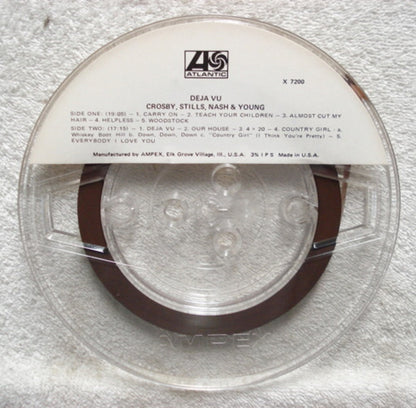 ATLANTIC
X 7200
DEJA VU
CROSBY, STILLS, NASH & YOUNG
SIDE ONE: (19:05) 1. CARRY ON – 2. TEACH YOUR CHILDREN – 3. ALMOST CUT MY
HAIR – 4. HELPLESS – 5. WOODSTOCK
SIDE TWO: (17:15) – 1. DEJA VU – 2. OUR HOUSE – 3. 4 + 20 – 4. COUNTRY GIRL - a.
Whiskey Boot Hill b. Down, Down, Down c. "Country Girl" (I Think You're Pretty) – 5.
EVERYBODY I LOVE YOU
Manufactured by AMPEX, Elk Grove Village, Ill., U.S.A. 3¾ I P S Made in U.S.A.
AMPEX